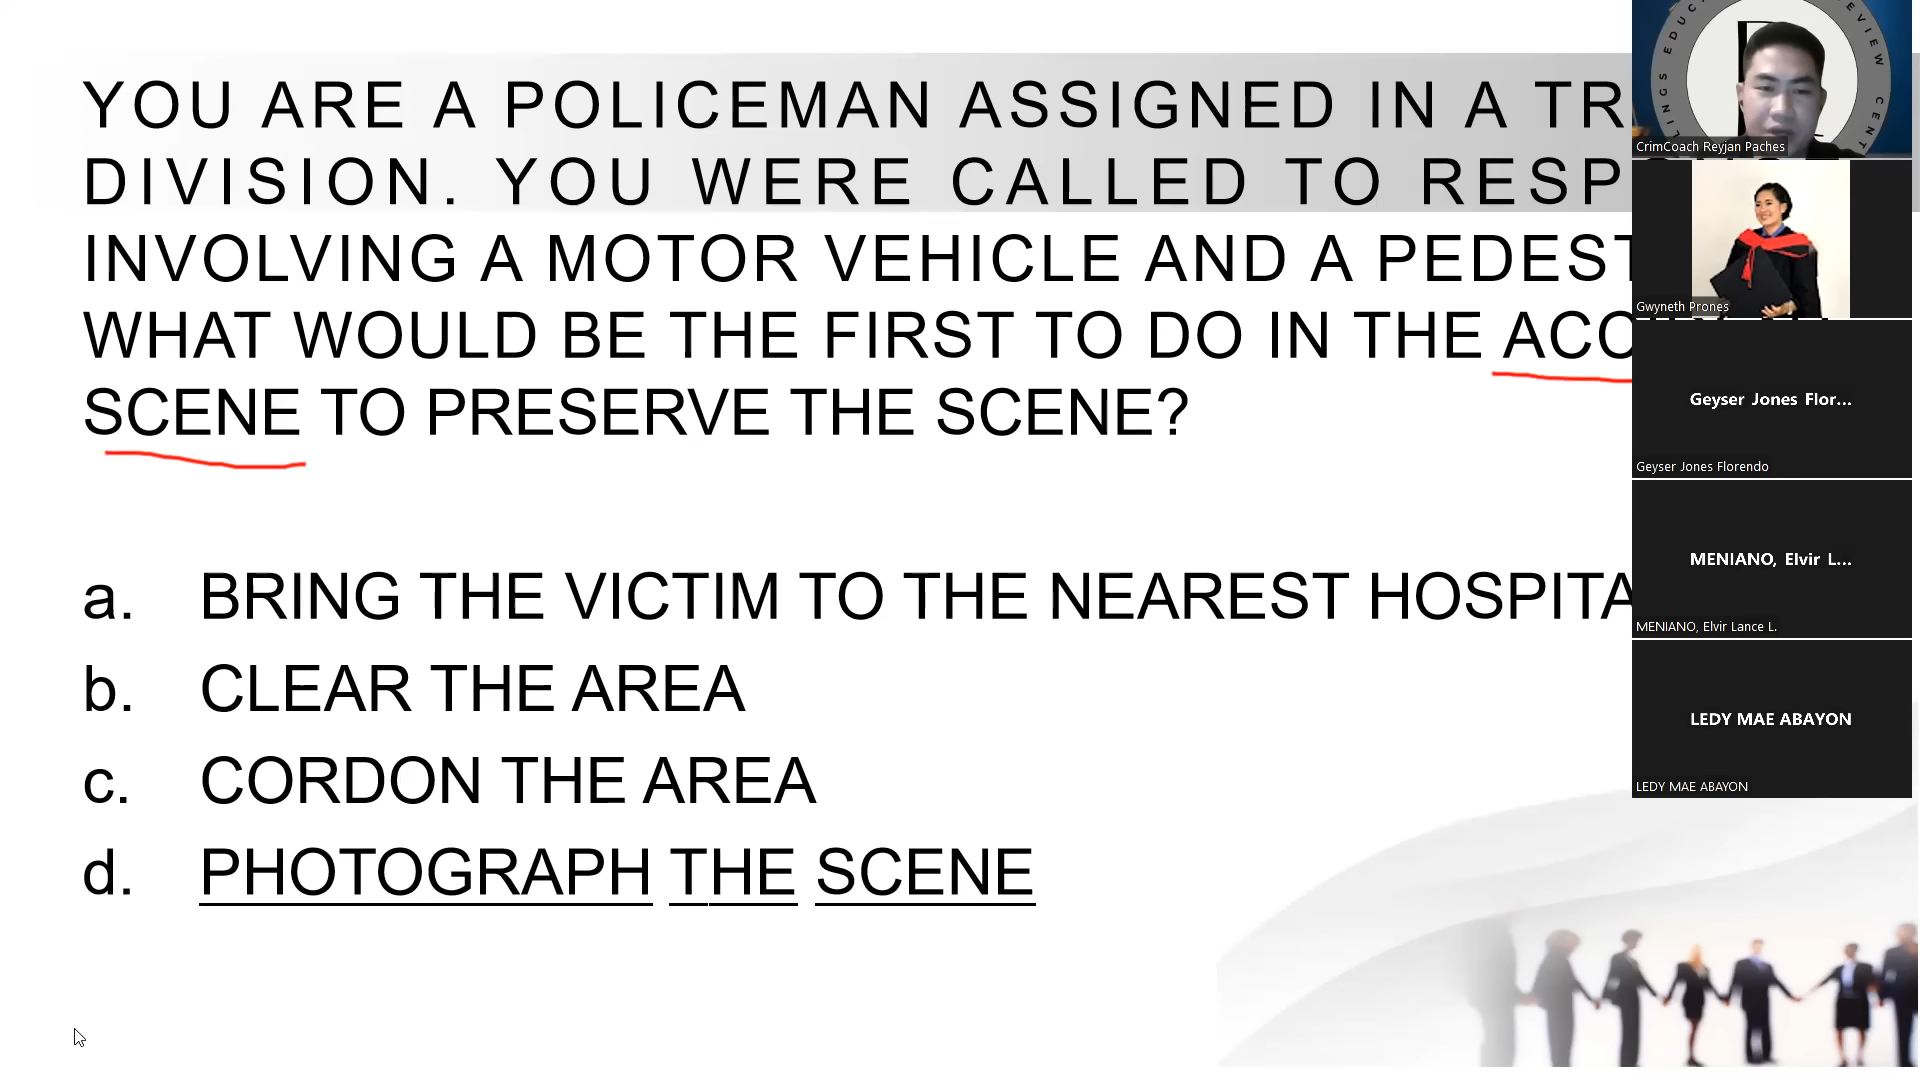 YOU ARE A POLICEMAN ASSIGNED IN A TR
DIVISION. YOU WERE CALLED TO RESP
INVOLVING A MOTOR VEHICLE AND A PEDEST
WHAT WOULD BE THE FIRST TO DO IN THE ACC
SCENE TO PRESERVE THE SCENE?
a. BRING THE VICTIM TO THE NEAREST HOSPITA
b. CLEAR THE AREA
c. CORDON THE AREA
d. PHOTOGRAPH THE SCENE
CrimCoach Reyjan Paches
Gwyneth Prones
Geyser Jones Flor...
Geyser Jones Florendo
MENIANO, Elvir L...
MENIANO, Elvir Lance L.
LEDY MAE ABAYON
LEDY MAE ABAYON